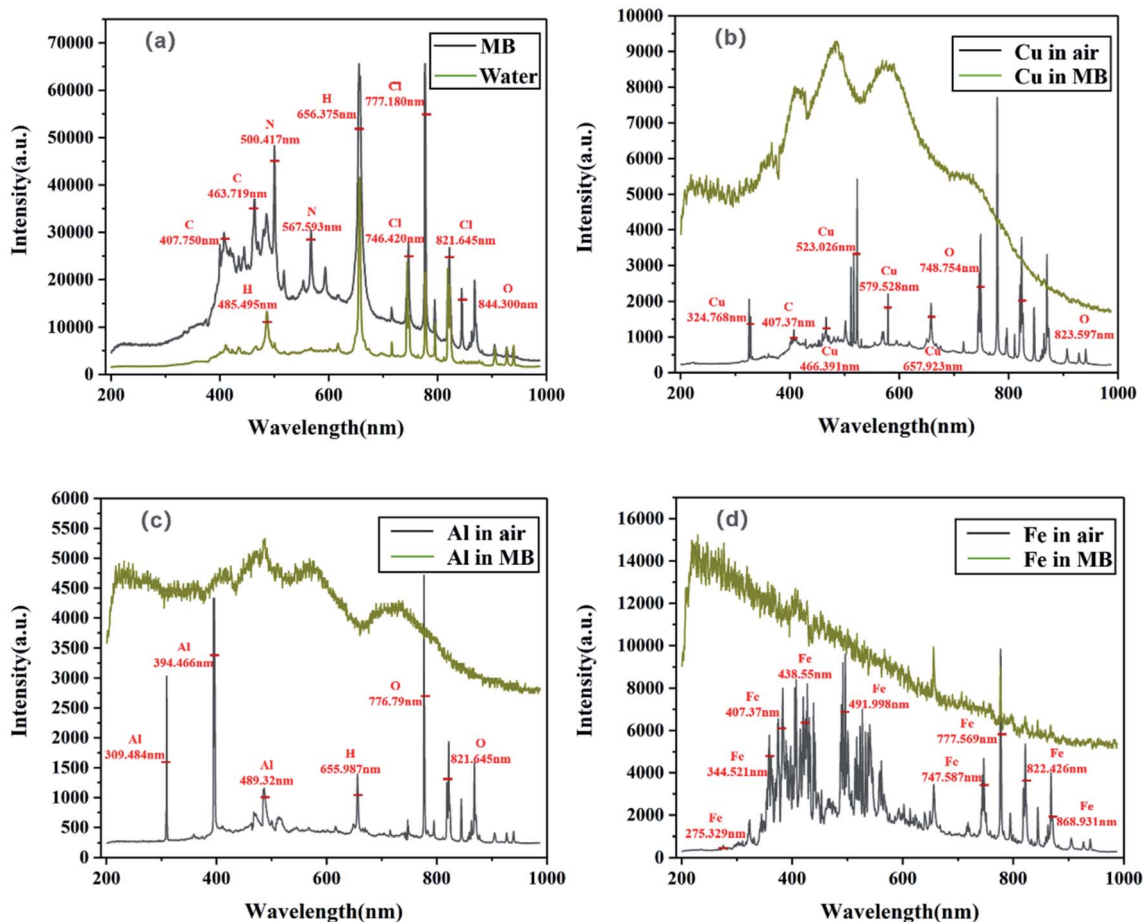 (a)
MB
Water
70000
60000
50000
40000
30000
20000
10000
0
Intensity(a.u.)
C
407.750nm
C
463.719nm
N
500.417nm
H
485.495nm
N
567.593nm
H
656.375nm
Cl
777.180nm
Cl
746.420nm
Cl
821.645nm
O
844.300nm
200 400 600 800 1000
Wavelength(nm)
(b)
Cu in air
Cu in MB
10000
9000
8000
7000
6000
5000
4000
3000
2000
1000
0
Intensity(a.u.)
Cu
324.768nm
C
407.37nm
Cu
466.391nm
Cu
523.026nm
Cu
579.528nm
Cu
657.923nm
O
748.754nm
O
823.597nm
200 400 600 800 1000
Wavelength(nm)
(c)
Al in air
Al in MB
6000
5500
5000
4500
4000
3500
3000
2500
2000
1500
1000
500
0
Intensity(a.u.)
Al
309.484nm
Al
394.466nm
Al
489.32nm
H
655.987nm
O
776.79nm
O
821.645nm
200 400 600 800 1000
Wavelength(nm)
(d)
Fe in air
Fe in MB
16000
14000
12000
10000
8000
6000
4000
2000
0
Intensity(a.u.)
Fe
275.329nm
Fe
344.521nm
Fe
407.37nm
Fe
438.55nm
Fe
491.998nm
Fe
747.587nm
Fe
777.569nm
Fe
822.426nm
868.931nm
200 400 600 800 1000
Wavelength(nm)